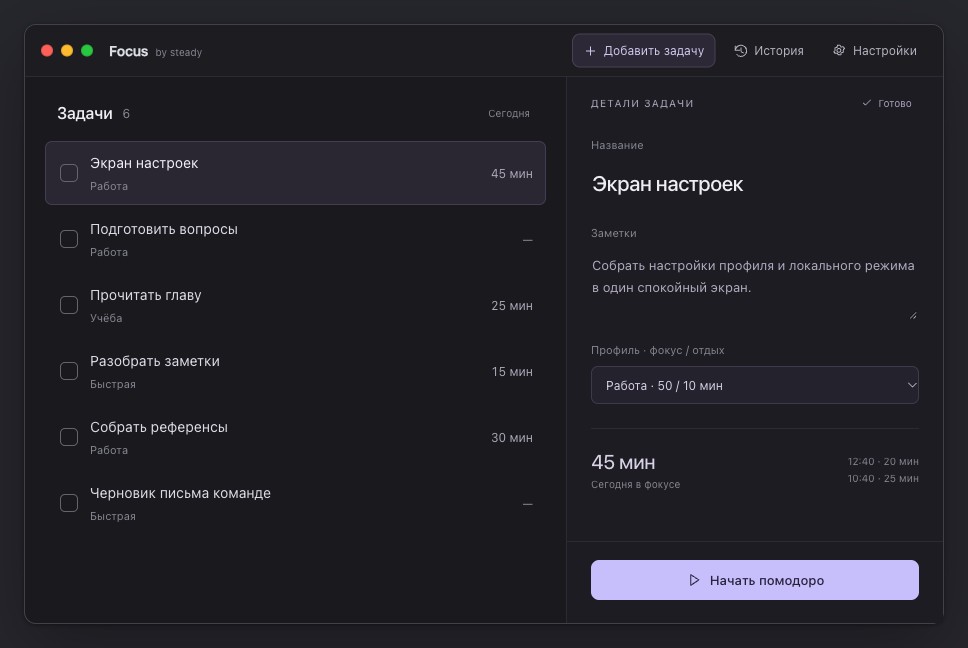 Focus by steady
Добавить задачу
История
Настройки
Задачи 6
Сегодня
Экран настроек
Работа
45 мин
Подготовить вопросы
Работа
—
Прочитать главу
Учёба
25 мин
Разобрать заметки
Быстрая
15 мин
Собрать референсы
Работа
30 мин
Черновик письма команде
Быстрая
—
ДЕТАЛИ ЗАДАЧИ
Готово
Название
Экран настроек
Заметки
Собрать настройки профиля и локального режима
в один спокойный экран.
Профиль · фокус / отдых
Работа · 50 / 10 мин
45 мин
Сегодня в фокусе
12:40 · 20 мин
10:40 · 25 мин
Начать помодоро